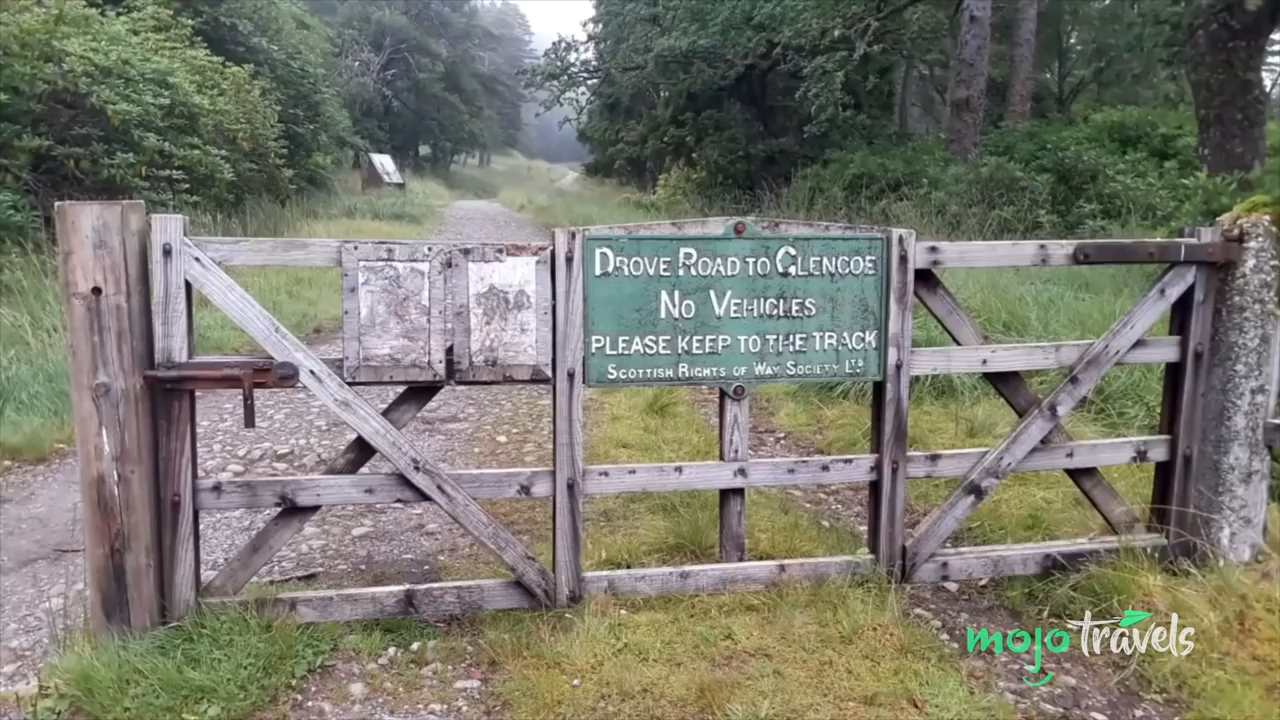 DROVE ROAD TO GLENCOE
NO VEHICLES
PLEASE KEEP TO THE TRACK
SCOTTISH RIGHTS OF WAY SOCIETY LTD
mojo travels